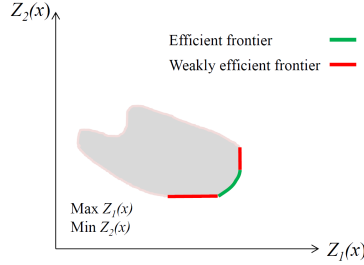 Z₂(x)
Efficient frontier
Weakly efficient frontier
Max Z₁(x)
Min Z₂(x)
Z₁(x)